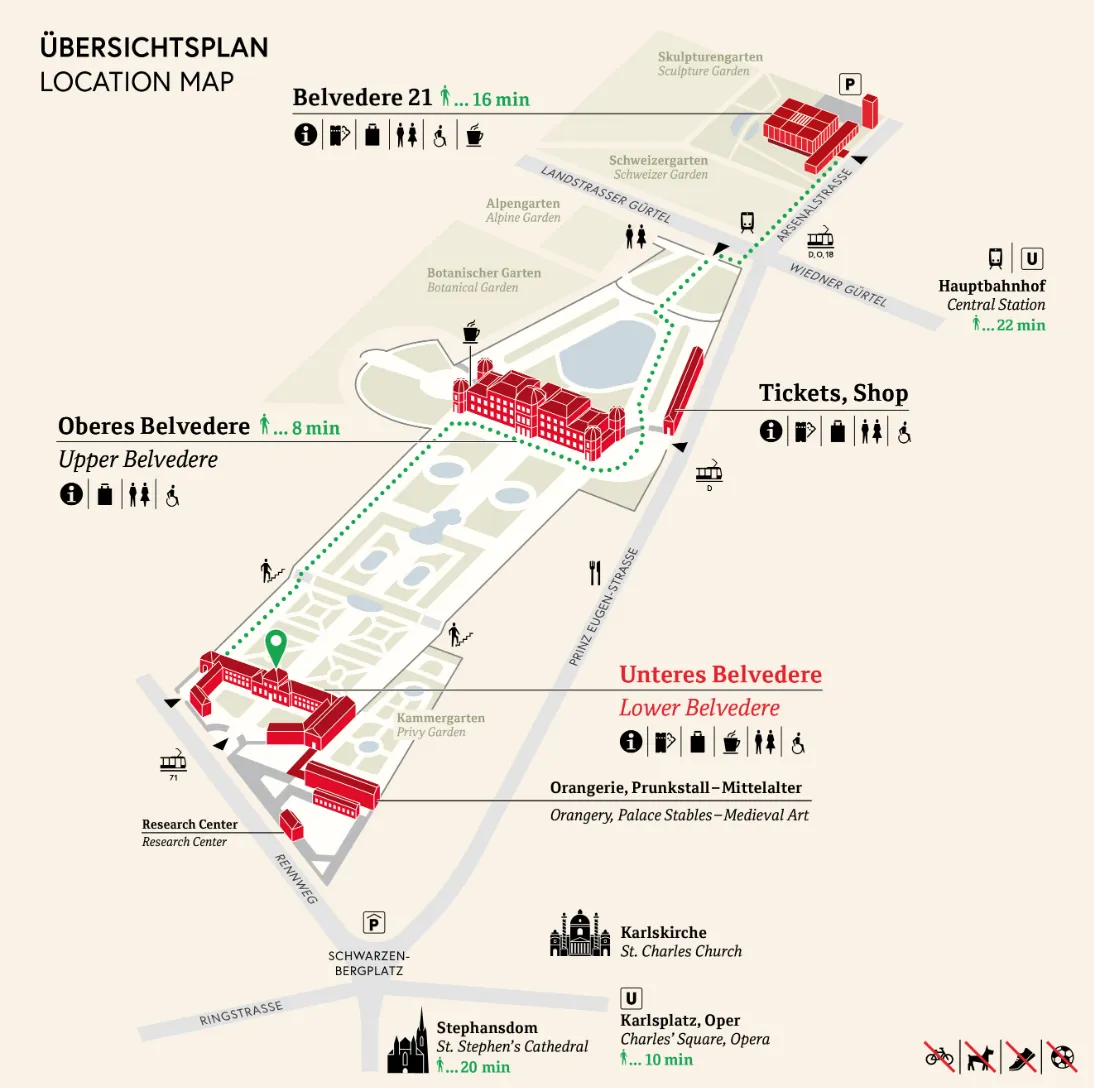 ÜBERSICHTSPLAN
LOCATION MAP
Skulpturengarten
Sculpture Garden
P
Belvedere 21 ... 16 min
Schweizergarten
Schweizer Garden
LANDSTRASSER GÜRTEL
ARSENALSTRASSE
Alpengarten
Alpine Garden
D, O, 18
WIEDNER GÜRTEL
U
Hauptbahnhof
Central Station
... 22 min
Botanischer Garten
Botanical Garden
Tickets, Shop
Oberes Belvedere ... 8 min
Upper Belvedere
D
PRINZ EUGEN-STRASSE
Unteres Belvedere
Lower Belvedere
Kammergarten
Privy Garden
71
Orangerie, Prunkstall–Mittelalter
Orangery, Palace Stables–Medieval Art
Research Center
Research Center
RENNWEG
P
SCHWARZEN-
BERGPLATZ
Karlskirche
St. Charles Church
RINGSTRASSE
U
Karlsplatz, Oper
Charles’ Square, Opera
... 10 min
Stephansdom
St. Stephen’s Cathedral
... 20 min